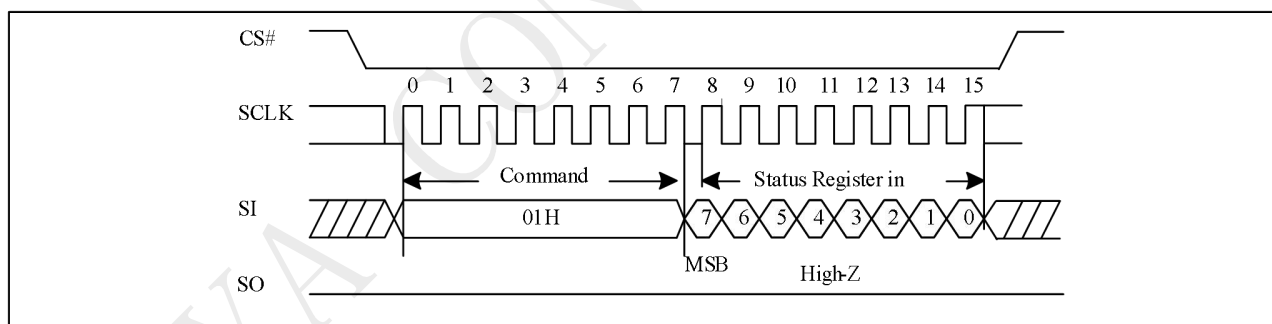 CS#
0 1 2 3 4 5 6 7 8 9 10 11 12 13 14 15
SCLK
Command Status Register in
SI 01H 7 6 5 4 3 2 1 0
MSB High-Z
SO